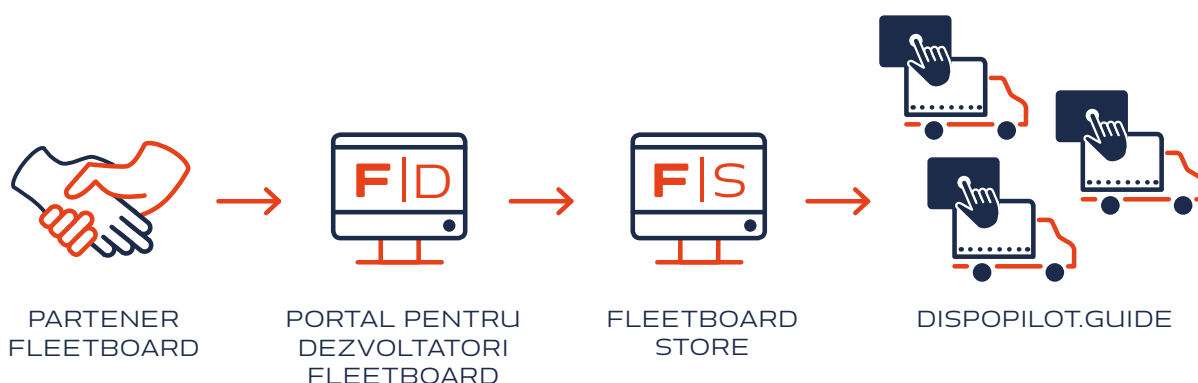 F|D
F|S
PARTENER
FLEETBOARD
PORTAL PENTRU
DEZVOLTATORI
FLEETBOARD
FLEETBOARD
STORE
DISPOPILOT.GUIDE